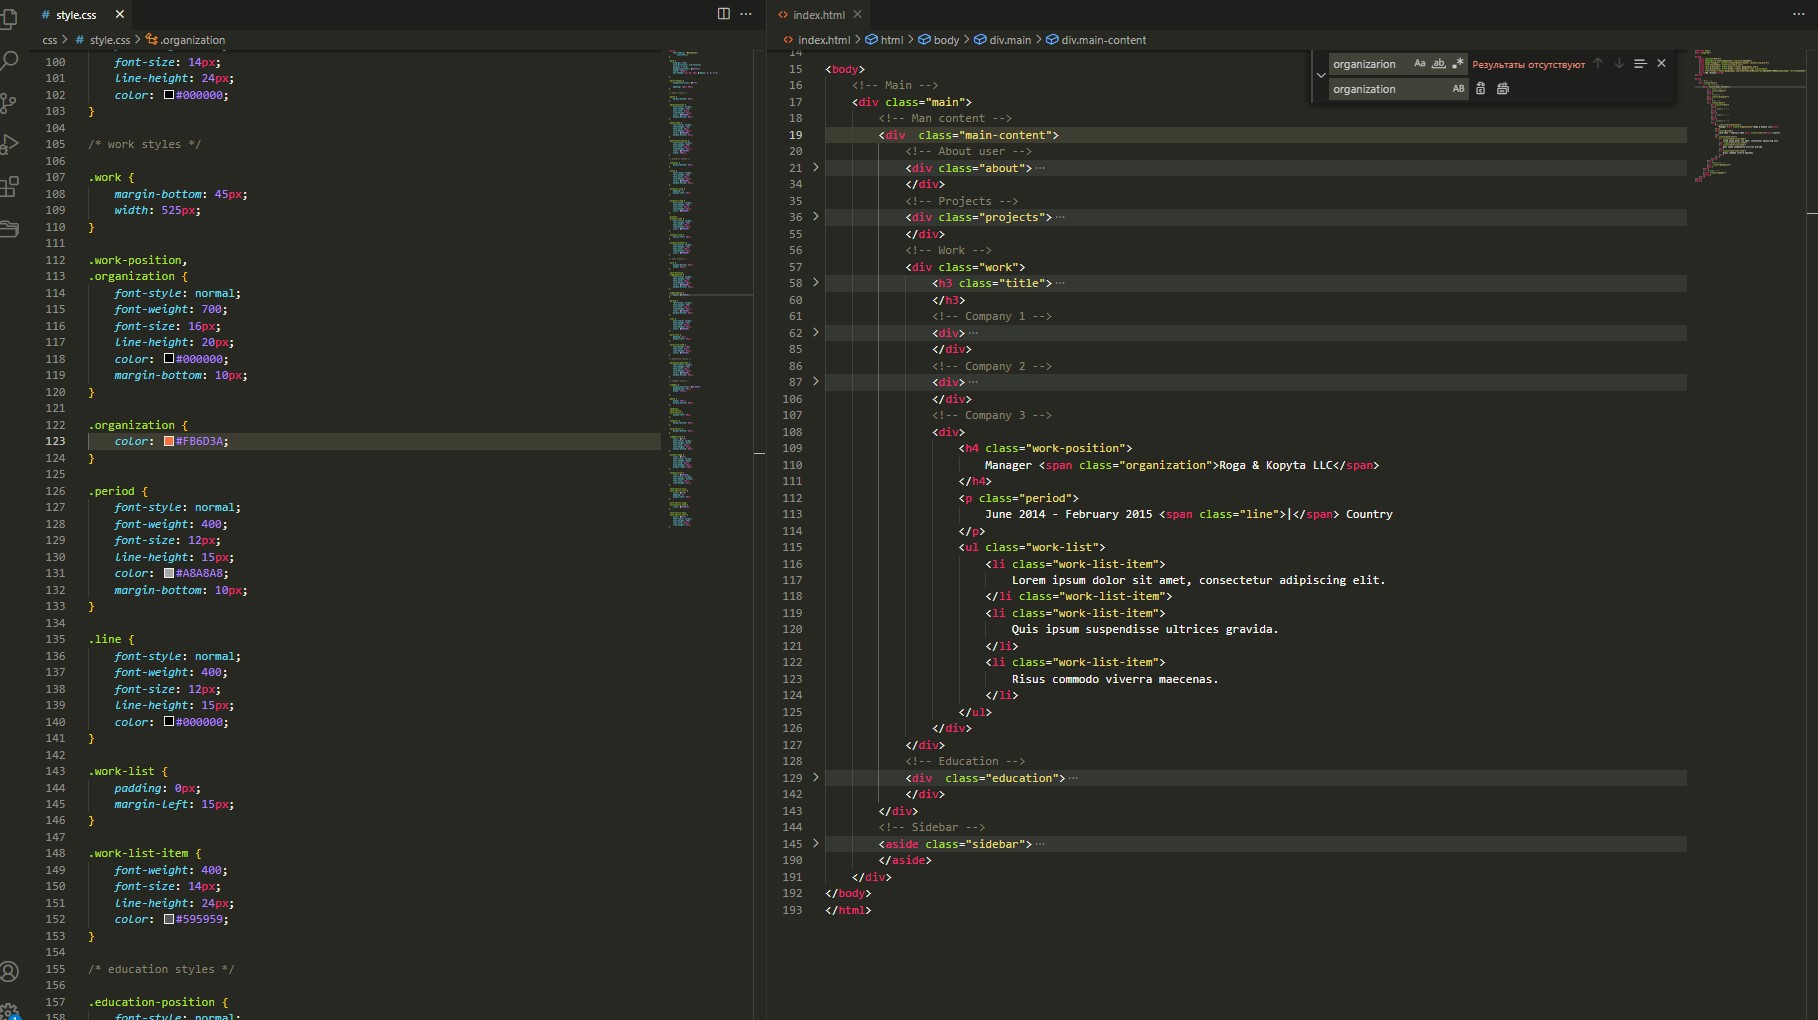 # style.css ×
css > # style.css > .organization
100 font-size: 14px;
101 line-height: 24px;
102 color: #000000;
103 }
104
105 /* work styles */
106
107 .work {
108 margin-bottom: 45px;
109 width: 525px;
110 }
111
112 .work-position,
113 .organization {
114 font-style: normal;
115 font-weight: 700;
116 font-size: 16px;
117 line-height: 20px;
118 color: #000000;
119 margin-bottom: 10px;
120 }
121
122 .organization {
123 color: #FB6D3A;
124 }
125
126 .period {
127 font-style: normal;
128 font-weight: 400;
129 font-size: 12px;
130 line-height: 15px;
131 color: #A8A8A8;
132 margin-bottom: 10px;
133 }
134
135 .line {
136 font-style: normal;
137 font-weight: 400;
138 font-size: 12px;
139 line-height: 15px;
140 color: #000000;
141 }
142
143 .work-list {
144 padding: 0px;
145 margin-left: 15px;
146 }
147
148 .work-list-item {
149 font-weight: 400;
150 font-size: 14px;
151 line-height: 24px;
152 color: #595959;
153 }
154
155 /* education styles */
156
157 .education-position {
158 font-style: normal;
<> index.html ×
<> index.html > html > body > div.main > div.main-content
organizarion Aa ab .* Результаты отсутствуют
organization AB
14
15 <body>
16 <!-- Main -->
17 <div class="main">
18 <!-- Man content -->
19 <div  class="main-content">
20 <!-- About user -->
21 <div class="about"> ···
34 </div>
35 <!-- Projects -->
36 <div class="projects"> ···
55 </div>
56 <!-- Work -->
57 <div class="work">
58 <h3 class="title"> ···
60 </h3>
61 <!-- Company 1 -->
62 <div> ···
85 </div>
86 <!-- Company 2 -->
87 <div> ···
106 </div>
107 <!-- Company 3 -->
108 <div>
109 <h4 class="work-position">
110 Manager <span class="organization">Roga & Kopyta LLC</span>
111 </h4>
112 <p class="period">
113 June 2014 - February 2015 <span class="line">|</span> Country
114 </p>
115 <ul class="work-list">
116 <li class="work-list-item">
117 Lorem ipsum dolor sit amet, consectetur adipiscing elit.
118 </li class="work-list-item">
119 <li class="work-list-item">
120 Quis ipsum suspendisse ultrices gravida.
121 </li>
122 <li class="work-list-item">
123 Risus commodo viverra maecenas.
124 </li>
125 </ul>
126 </div>
127 </div>
128 <!-- Education -->
129 <div  class="education"> ···
142 </div>
143 </div>
144 <!-- Sidebar -->
145 <aside class="sidebar"> ···
190 </aside>
191 </div>
192 </body>
193 </html>